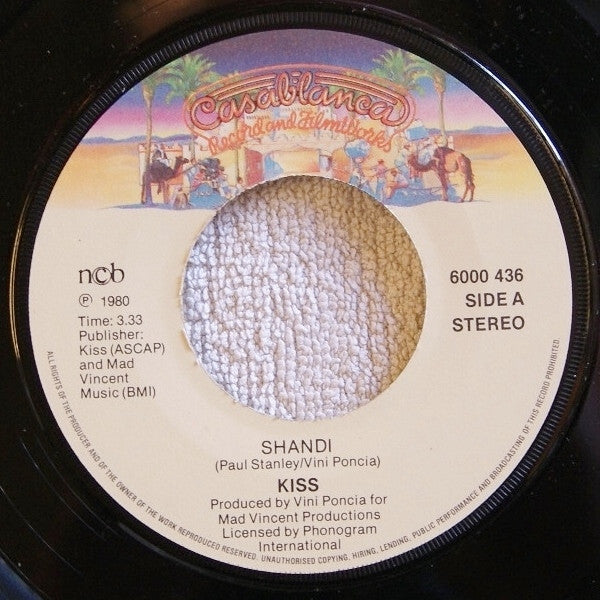 Casablanca
Record and FilmWorks
ncb
℗ 1980
Time: 3.33
Publisher:
Kiss (ASCAP)
and Mad
Vincent
Music (BMI)
6000 436
SIDE A
STEREO
SHANDI
(Paul Stanley/Vini Poncia)
KISS
Produced by Vini Poncia for
Mad Vincent Productions
Licensed by Phonogram
International
ALL RIGHTS OF THE PRODUCER AND OF THE OWNER OF THE WORK REPRODUCED RESERVED. UNAUTHORISED COPYING, HIRING, LENDING, PUBLIC PERFORMANCE AND BROADCASTING OF THIS RECORD PROHIBITED.